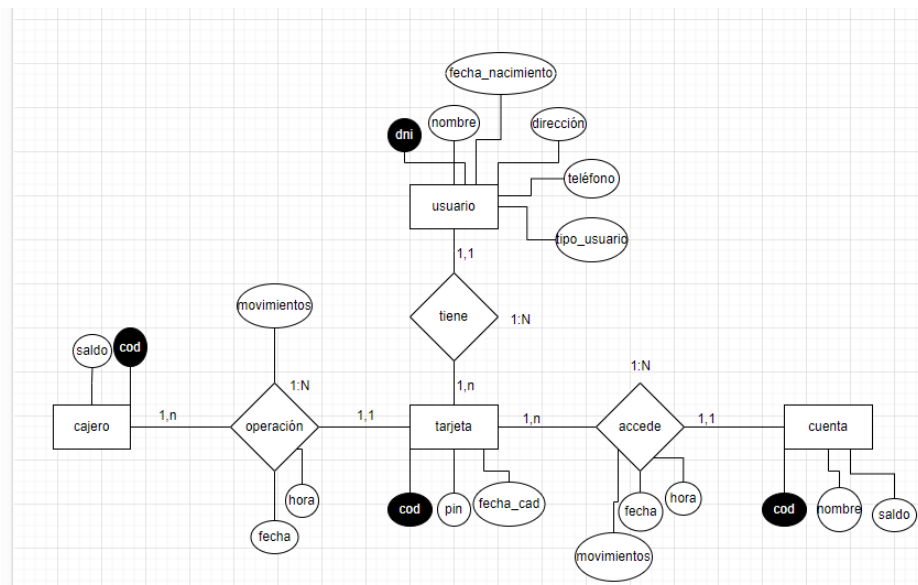 fecha_nacimiento
nombre
dirección
dni
teléfono
usuario
tipo_usuario
1,1
movimientos
tiene
1:N
saldo
cod
1:N
1:N
1,n
cajero
1,n
operación
1,1
tarjeta
1,n
accede
1,1
cuenta
hora
fecha
cod
pin
fecha_cad
hora
fecha
movimientos
cod
nombre
saldo